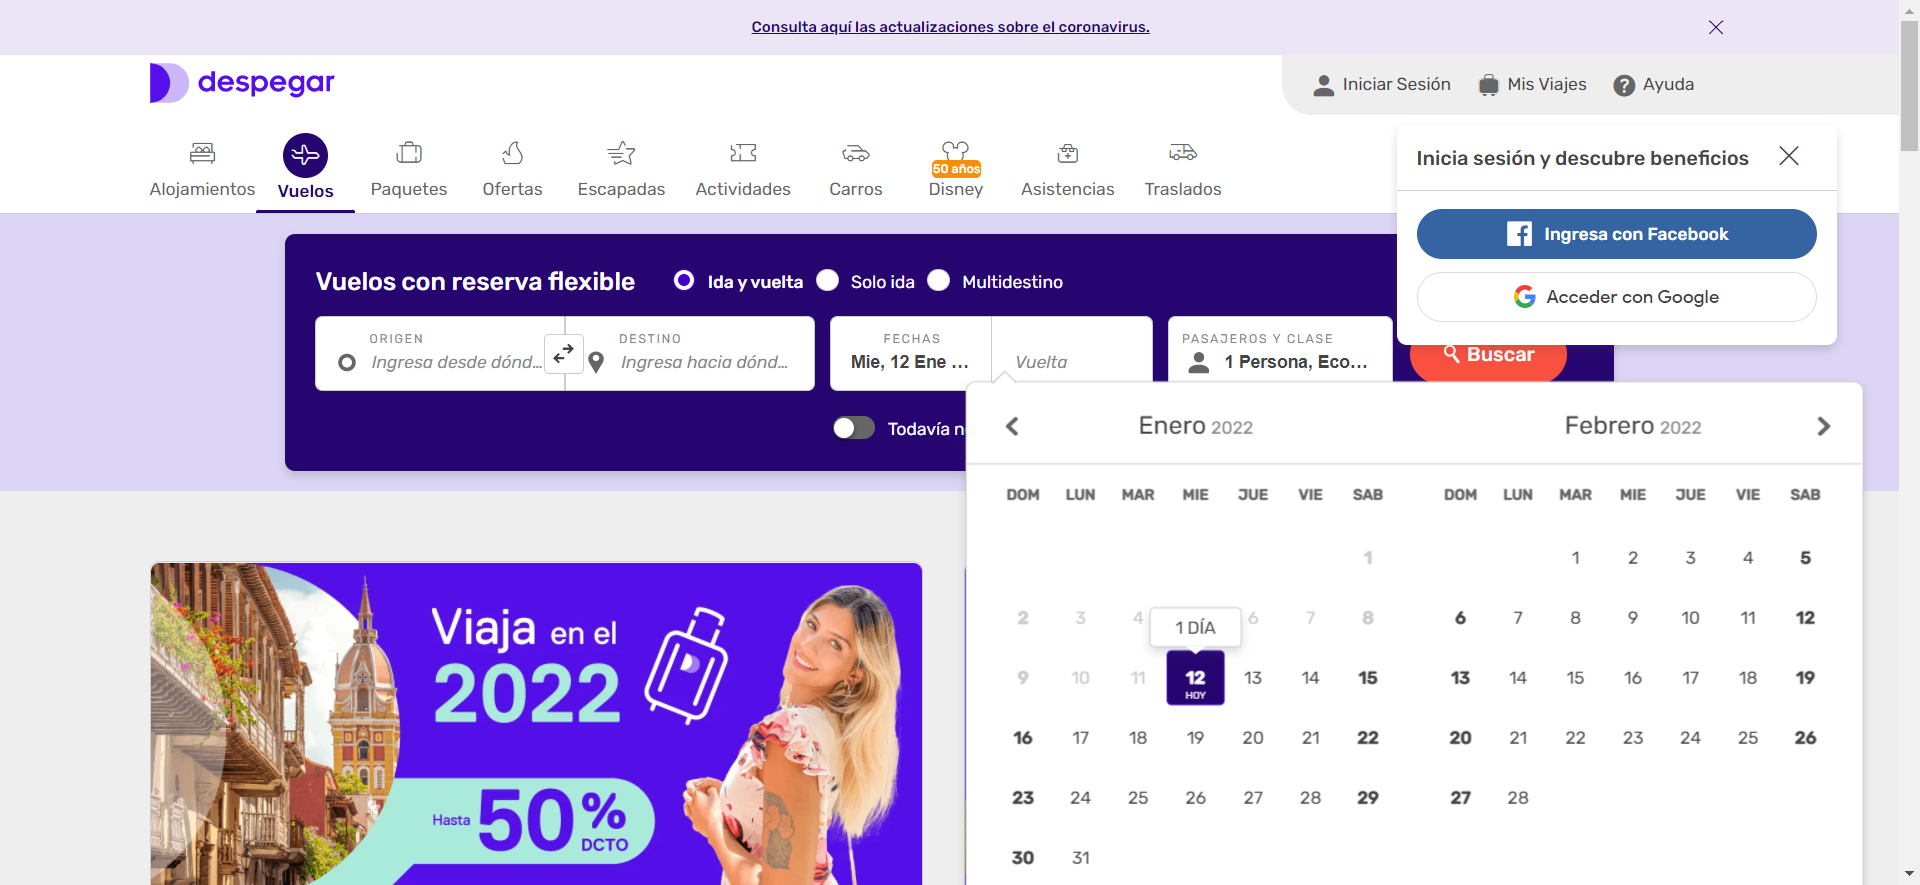 Consulta aquí las actualizaciones sobre el coronavirus.
despegar
Iniciar Sesión
Mis Viajes
Ayuda
Alojamientos
Vuelos
Paquetes
Ofertas
Escapadas
Actividades
Carros
50 años
Disney
Asistencias
Traslados
Inicia sesión y descubre beneficios
Ingresa con Facebook
Acceder con Google
Vuelos con reserva flexible
Ida y vuelta
Solo ida
Multidestino
ORIGEN
Ingresa desde dónd...
DESTINO
Ingresa hacia dónd...
FECHAS
Mie, 12 Ene ...
Vuelta
PASAJEROS Y CLASE
1 Persona, Eco...
Buscar
Todavía n
Enero 2022
DOM LUN MAR MIE JUE VIE SAB
1
2 3 4 6 7 8
1 DÍA
9 10 11 12 13 14 15
HOY
16 17 18 19 20 21 22
23 24 25 26 27 28 29
30 31
Febrero 2022
DOM LUN MAR MIE JUE VIE SAB
1 2 3 4 5
6 7 8 9 10 11 12
13 14 15 16 17 18 19
20 21 22 23 24 25 26
27 28
Viaja en el
2022
Hasta 50%
DCTO